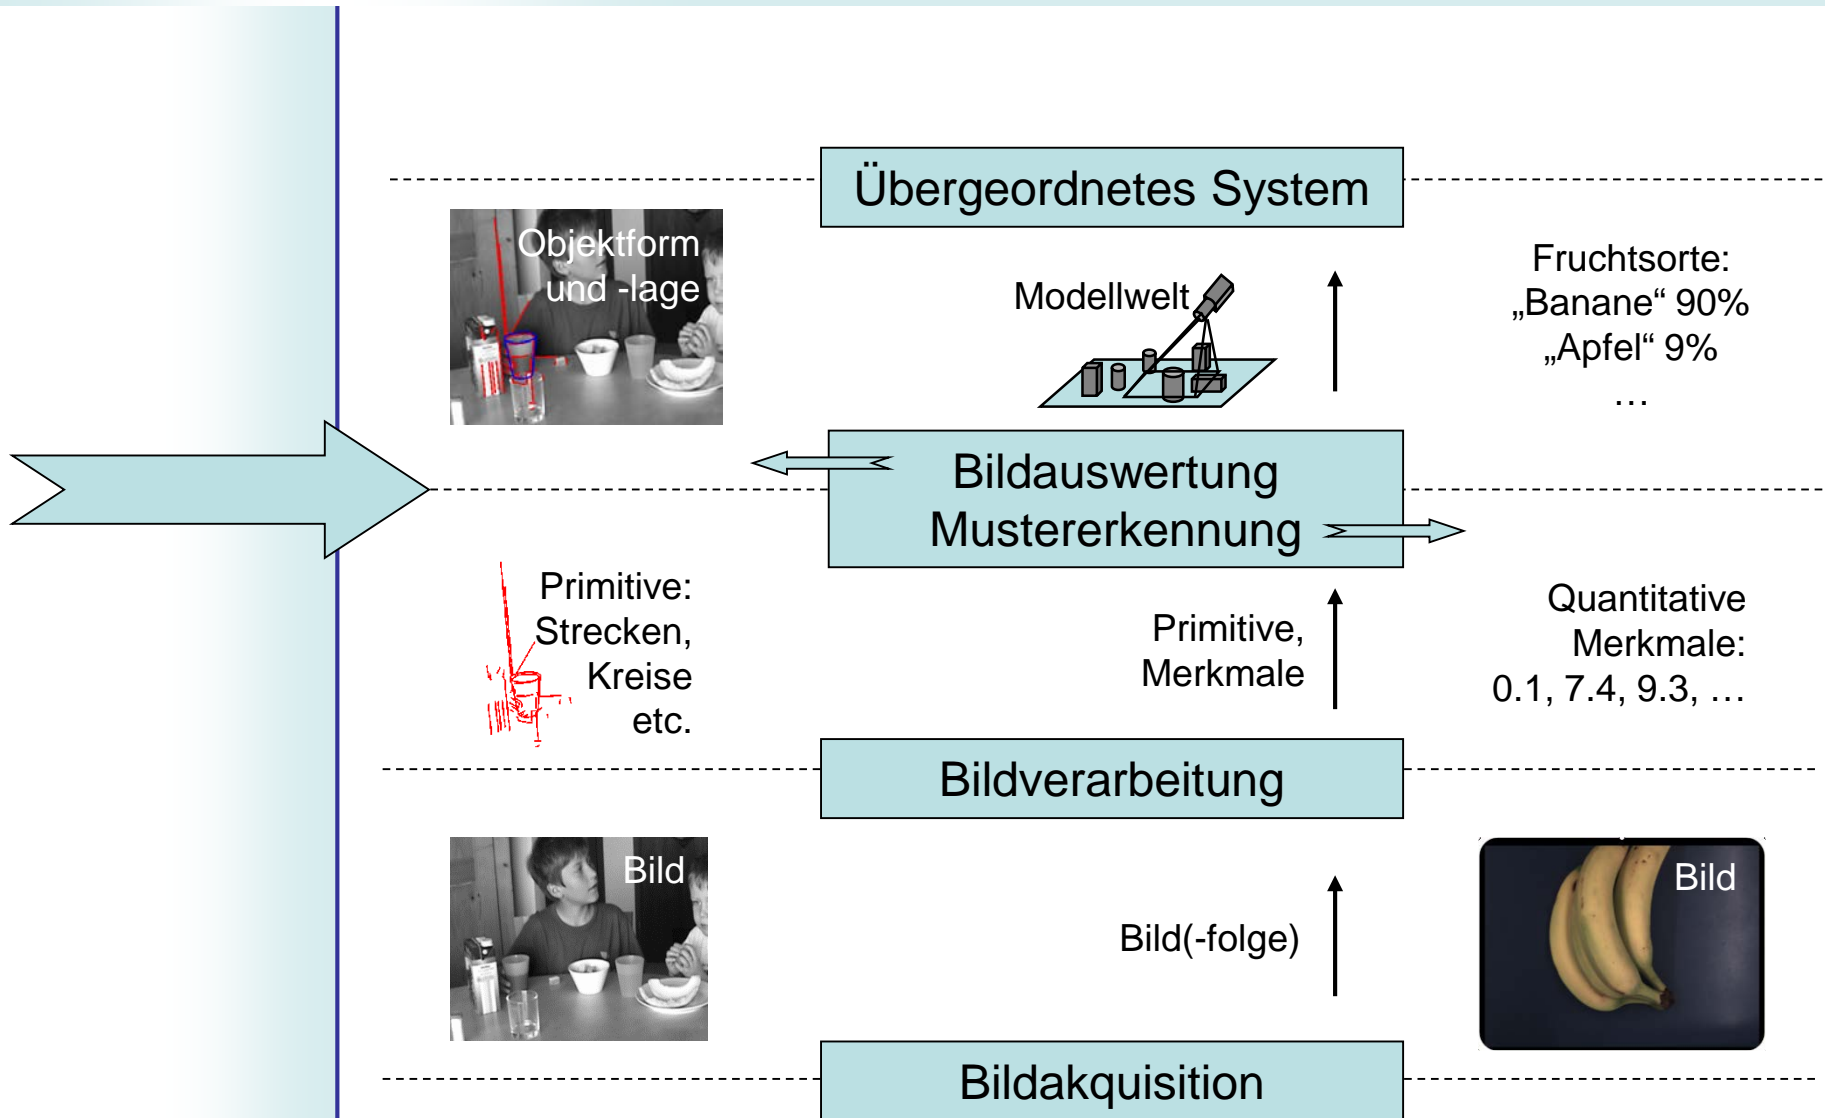 Übergeordnetes System
Objektform
und -lage
Modellwelt
Fruchtsorte:
„Banane“ 90%
„Apfel“ 9%
…
Bildauswertung
Mustererkennung
Primitive:
Strecken,
Kreise
etc.
Primitive,
Merkmale
Quantitative
Merkmale:
0.1, 7.4, 9.3, …
Bildverarbeitung
Bild
Bild(-folge)
Bild
Bildakquisition